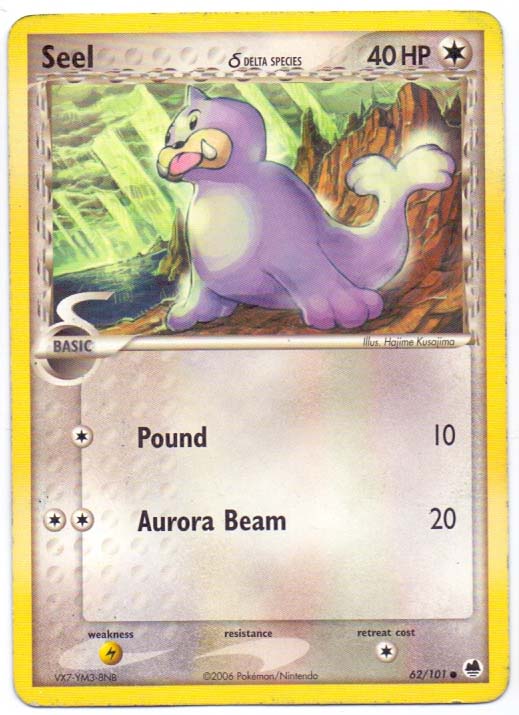 Seel δ DELTA SPECIES 40 HP
BASIC
Illus. Hajime Kusajima
Pound 10
Aurora Beam 20
weakness resistance retreat cost
VX7-YM3-8NB ©2006 Pokémon/Nintendo 62/101 ●